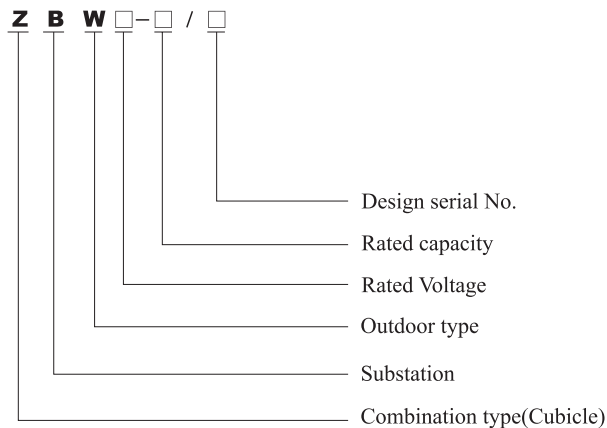 Z B W □-□ / □
Design serial No.
Rated capacity
Rated Voltage
Outdoor type
Substation
Combination type(Cubicle)